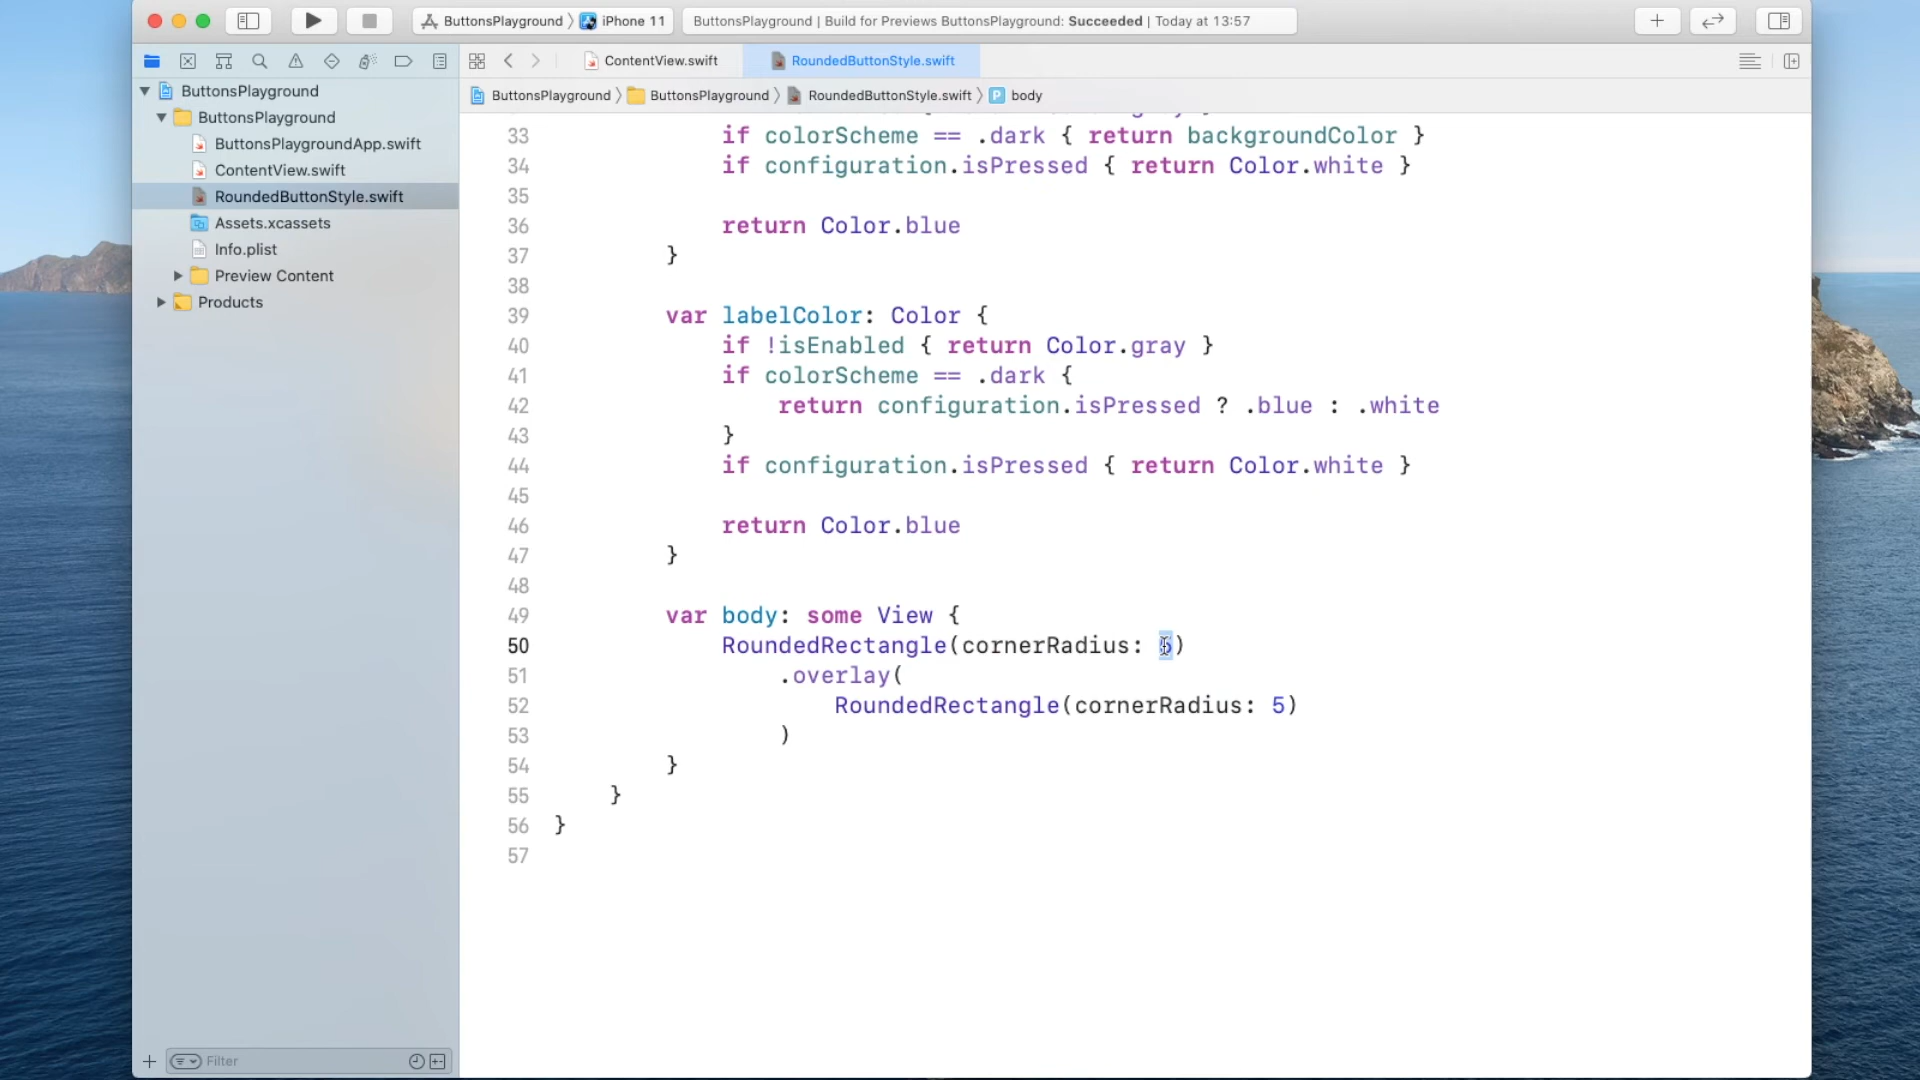 ButtonsPlayground 〉 iPhone 11
ButtonsPlayground | Build for Previews ButtonsPlayground: Succeeded | Today at 13:57
ContentView.swift
RoundedButtonStyle.swift
ButtonsPlayground
ButtonsPlayground
ButtonsPlaygroundApp.swift
ContentView.swift
RoundedButtonStyle.swift
Assets.xcassets
Info.plist
Preview Content
Products
Filter
ButtonsPlayground 〉 ButtonsPlayground 〉 RoundedButtonStyle.swift 〉 P body
33 if colorScheme == .dark { return backgroundColor }
34 if configuration.isPressed { return Color.white }
35
36 return Color.blue
37 }
38
39 var labelColor: Color {
40 if !isEnabled { return Color.gray }
41 if colorScheme == .dark {
42 return configuration.isPressed ? .blue : .white
43 }
44 if configuration.isPressed { return Color.white }
45
46 return Color.blue
47 }
48
49 var body: some View {
50 RoundedRectangle(cornerRadius: 5)
51 .overlay(
52 RoundedRectangle(cornerRadius: 5)
53 )
54 }
55 }
56 }
57